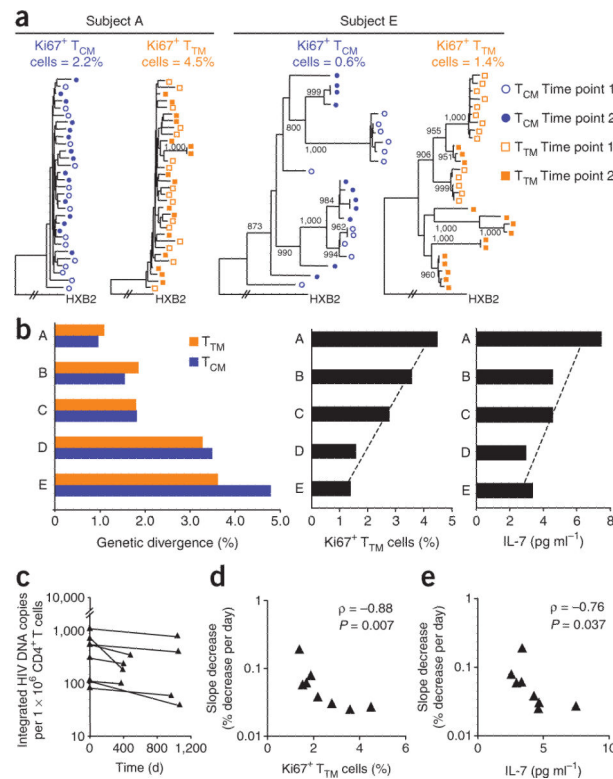 a
Subject A
Subject E
Ki67+ TCM
cells = 2.2%
Ki67+ TTM
cells = 4.5%
Ki67+ TCM
cells = 0.6%
Ki67+ TTM
cells = 1.4%
1,000
HXB2
HXB2
999
800
1,000
984
1,000
962
873
990
994
HXB2
1,000
955
906
951
999
1,000
1,000
1,000
960
HXB2
TCM Time point 1
TCM Time point 2
TTM Time point 1
TTM Time point 2
b
TTM
TCM
A
B
C
D
E
0 1.0 2.0 3.0 4.0 5.0
Genetic divergence (%)
A
B
C
D
E
0 1 2 3 4 5
Ki67+ TTM cells (%)
A
B
C
D
E
0 2 4 6 8
IL-7 (pg ml−1)
c
Integrated HIV DNA copies
per 1 × 106 CD4+ T cells
10,000
1,000
100
10
0 400 800 1,200
Time (d)
d
ρ = −0.88
P = 0.007
Slope decrease
(% decrease per day)
1
0.1
0.01
0 2 4 6
Ki67+ TTM cells (%)
e
ρ = −0.76
P = 0.037
Slope decrease
(% decrease per day)
1
0.1
0.01
0 5 10
IL-7 (pg ml−1)